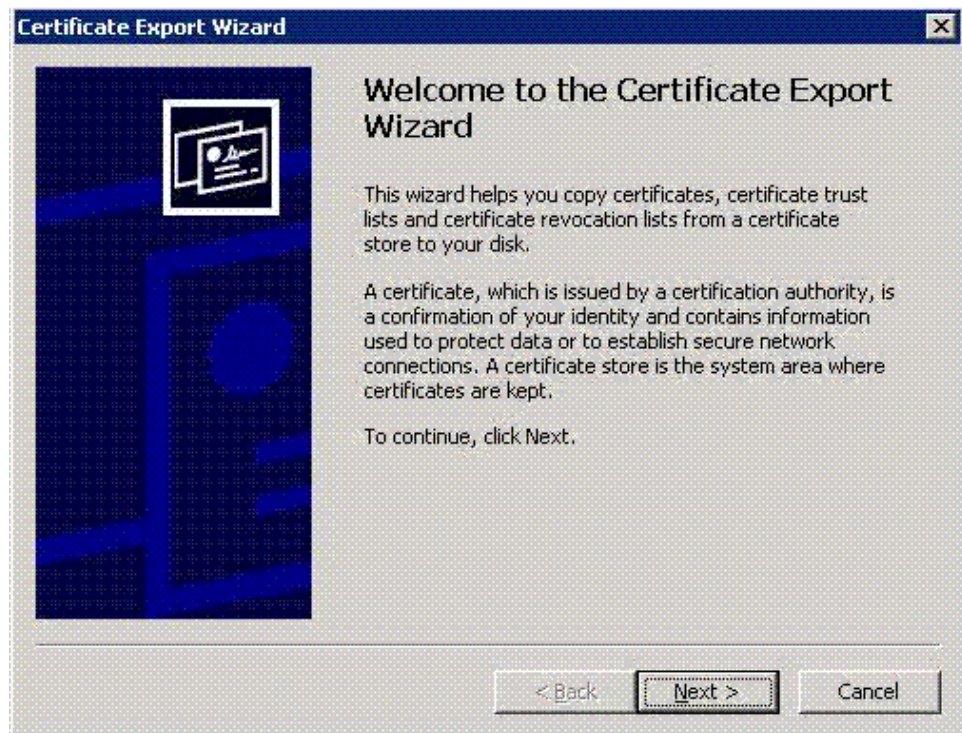 Certificate Export Wizard
Welcome to the Certificate Export
Wizard
This wizard helps you copy certificates, certificate trust
lists and certificate revocation lists from a certificate
store to your disk.
A certificate, which is issued by a certification authority, is
a confirmation of your identity and contains information
used to protect data or to establish secure network
connections. A certificate store is the system area where
certificates are kept.
To continue, click Next.
< Back Next > Cancel